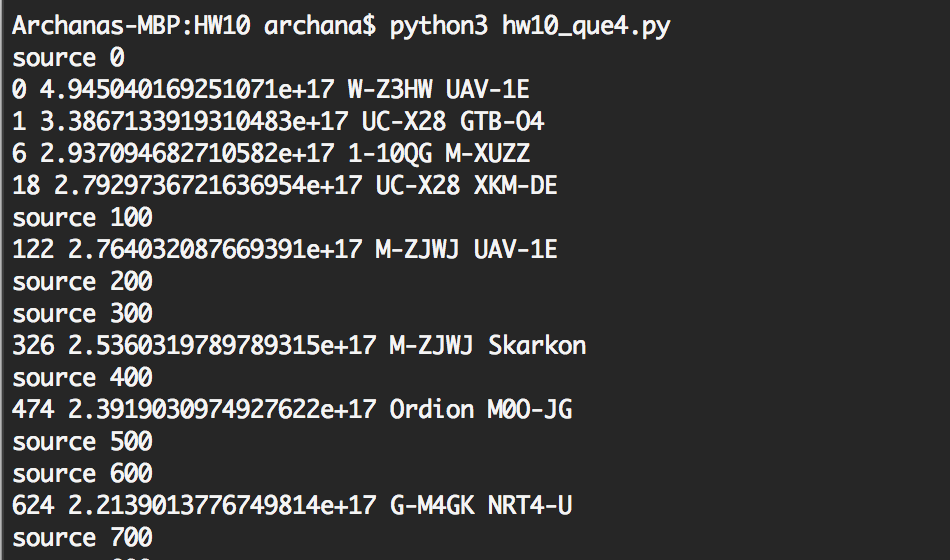 Archanas-MBP:HW10 archana$ python3 hw10_que4.py
source 0
0 4.945040169251071e+17 W-Z3HW UAV-1E
1 3.3867133919310483e+17 UC-X28 GTB-O4
6 2.937094682710582e+17 1-10QG M-XUZZ
18 2.7929736721636954e+17 UC-X28 XKM-DE
source 100
122 2.764032087669391e+17 M-ZJWJ UAV-1E
source 200
source 300
326 2.5360319789789315e+17 M-ZJWJ Skarkon
source 400
474 2.3919030974927622e+17 Ordion M0O-JG
source 500
source 600
624 2.2139013776749814e+17 G-M4GK NRT4-U
source 700